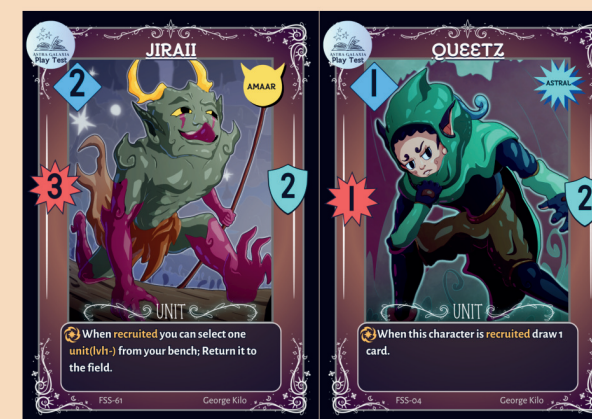 ASTRA GALAXIA
Play Test
JIRAII
2
AMAAR
3
2
UNIT
When recruited you can select one
unit(lvl1-) from your bench; Return it to
the field.
FSS-61 George Kilo
ASTRA GALAXIA
Play Test
QUEETZ
1
ASTRAL
1
2
UNIT
When this character is recruited draw 1
card.
FSS-04 George Kilo